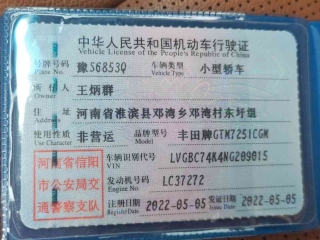 中华人民共和国机动车行驶证
Vehicle License of the People's Republic of China
号牌号码 豫S6853Q 车辆类型 小型轿车
Plate No. Vehicle Type
所有人 王炳群
Owner
住址 河南省淮滨县邓湾乡邓湾村东圩组
Address
使用性质 非营运 品牌型号 丰田牌GTM7251CGM
Use Character Model
河南省信阳
市公安局交
通警察支队
车辆识别代号 LVGBC74K4NG209015
VIN
发动机号码 LC37272
Engine No.
注册日期 2022-05-05 发证日期 2022-05-05
Register Date Issue Date